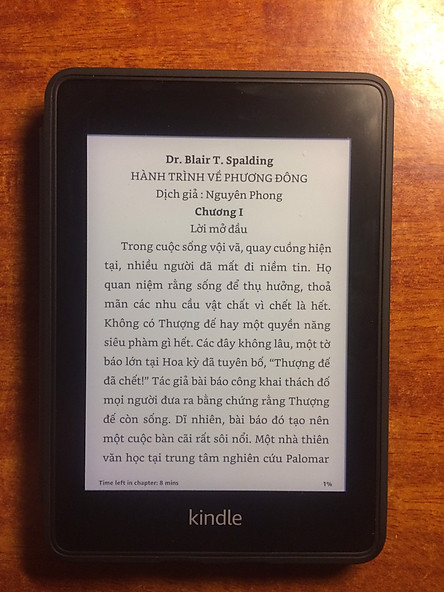 Dr. Blair T. Spalding
HÀNH TRÌNH VỀ PHƯƠNG ĐÔNG
Dịch giả : Nguyên Phong
Chương I
Lời mở đầu
Trong cuộc sống vội vã, quay cuồng hiện
tại, nhiều người đã mất đi niềm tin. Họ
quan niệm rằng sống để thụ hưởng, thoả
mãn các nhu cầu vật chất vì chết là hết.
Không có Thượng đế hay một quyền năng
siêu phàm gì hết. Các đây không lâu, một tờ
báo lớn tại Hoa kỳ đã tuyên bố, “Thượng đế
đã chết!” Tác giả bài báo công khai thách đố
mọi người đưa ra bằng chứng rằng Thượng
đế còn sống. Dĩ nhiên, bài báo đó tạo nên
một cuộc bàn cãi rất sôi nổi. Một nhà thiên
văn học tại trung tâm nghiên cứu Palomar
Time left in chapter: 8 mins 1%
kindle